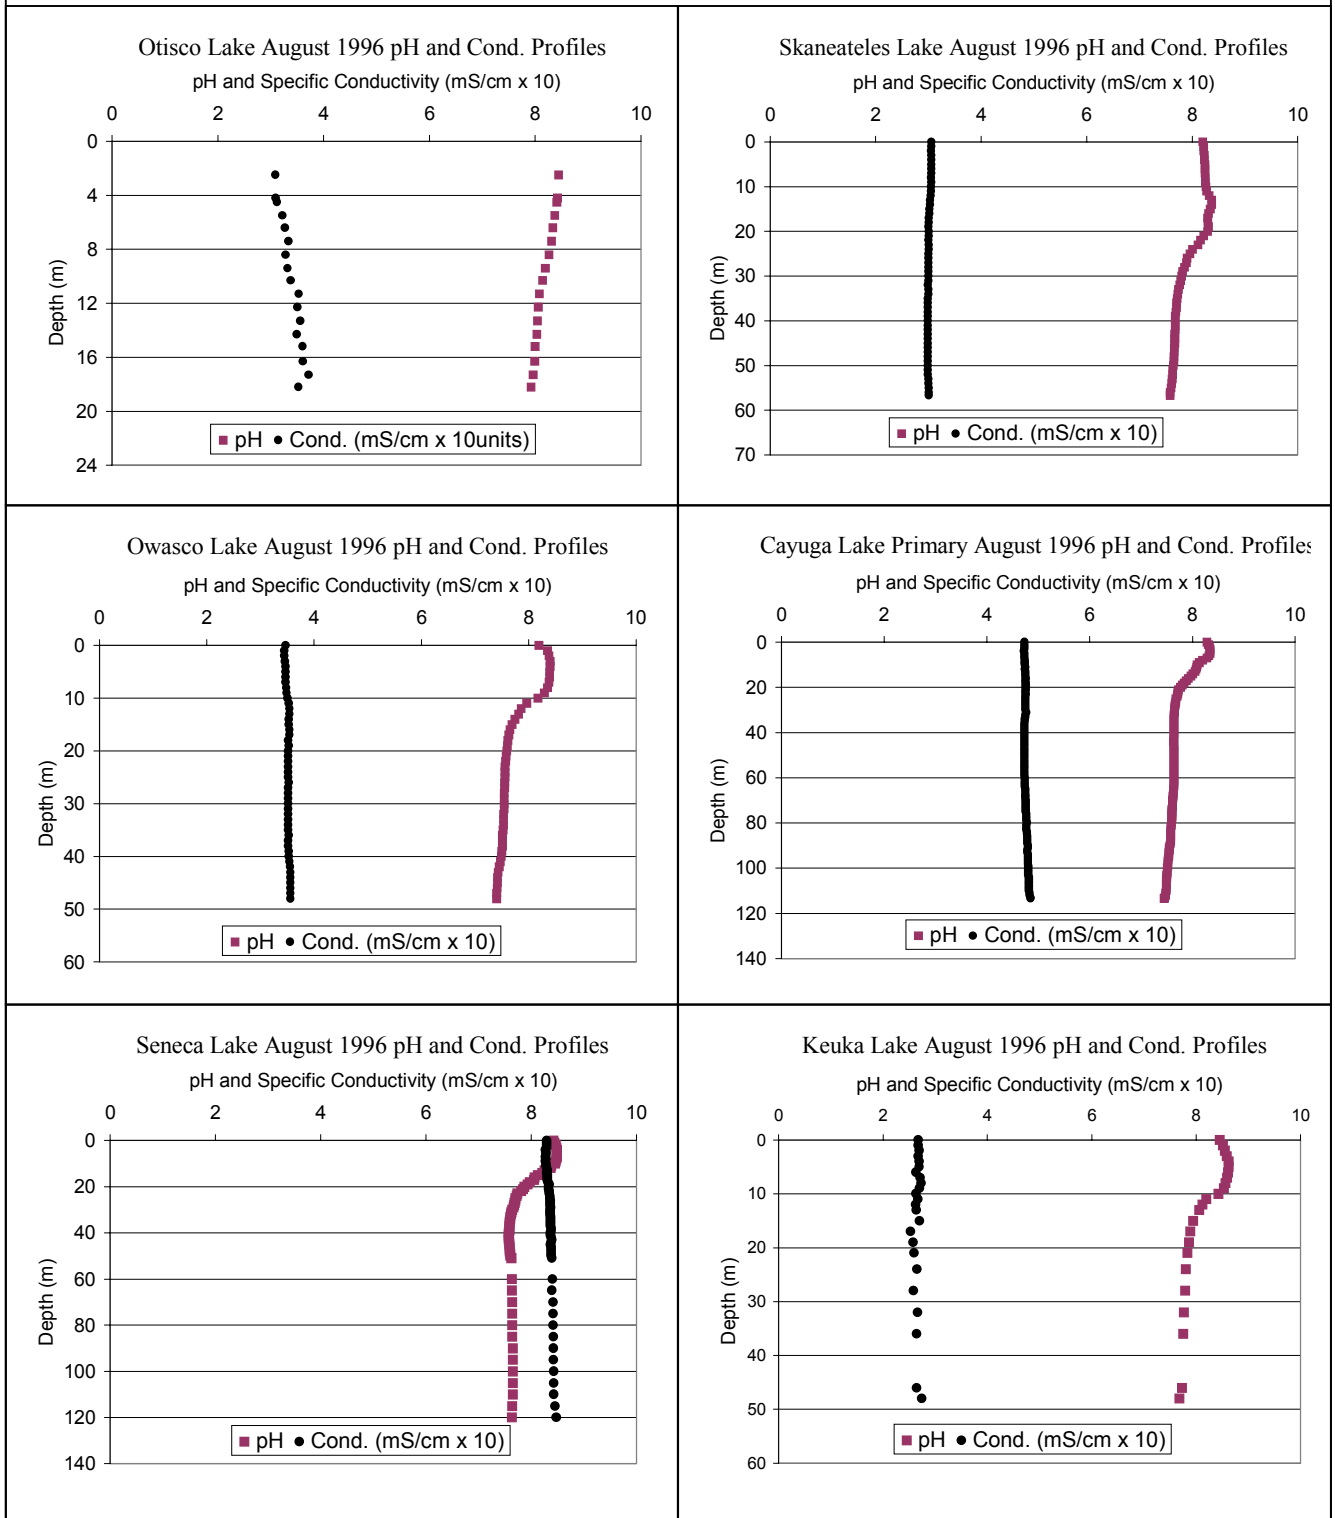 Otisco Lake August 1996 pH and Cond. Profiles
pH and Specific Conductivity (mS/cm x 10)
0 2 4 6 8 10
0
4
8
12
16
20
24
Depth (m)
pH Cond. (mS/cm x 10units)
Skaneateles Lake August 1996 pH and Cond. Profiles
pH and Specific Conductivity (mS/cm x 10)
0 2 4 6 8 10
0
10
20
30
40
50
60
70
Depth (m)
pH Cond. (mS/cm x 10)
Owasco Lake August 1996 pH and Cond. Profiles
pH and Specific Conductivity (mS/cm x 10)
0 2 4 6 8 10
0
10
20
30
40
50
60
Depth (m)
pH Cond. (mS/cm x 10)
Cayuga Lake Primary August 1996 pH and Cond. Profiles
pH and Specific Conductivity (mS/cm x 10)
0 2 4 6 8 10
0
20
40
60
80
100
120
140
Depth (m)
pH Cond. (mS/cm x 10)
Seneca Lake August 1996 pH and Cond. Profiles
pH and Specific Conductivity (mS/cm x 10)
0 2 4 6 8 10
0
20
40
60
80
100
120
140
Depth (m)
pH Cond. (mS/cm x 10)
Keuka Lake August 1996 pH and Cond. Profiles
pH and Specific Conductivity (mS/cm x 10)
0 2 4 6 8 10
0
10
20
30
40
50
60
Depth (m)
pH Cond. (mS/cm x 10)